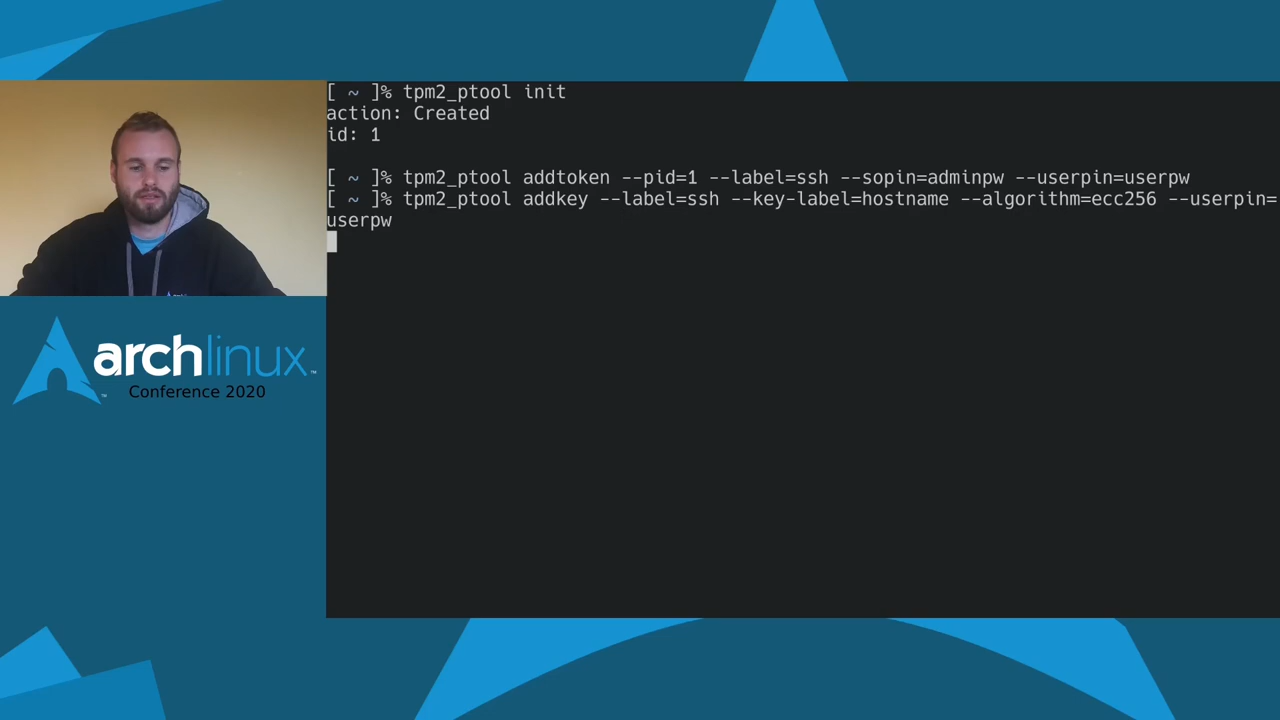 [ ~ ]% tpm2_ptool init
action: Created
id: 1
[ ~ ]% tpm2_ptool addtoken --pid=1 --label=ssh --sopin=adminpw --userpin=userpw
[ ~ ]% tpm2_ptool addkey --label=ssh --key-label=hostname --algorithm=ecc256 --userpin=
userpw
archlinux™
Conference 2020